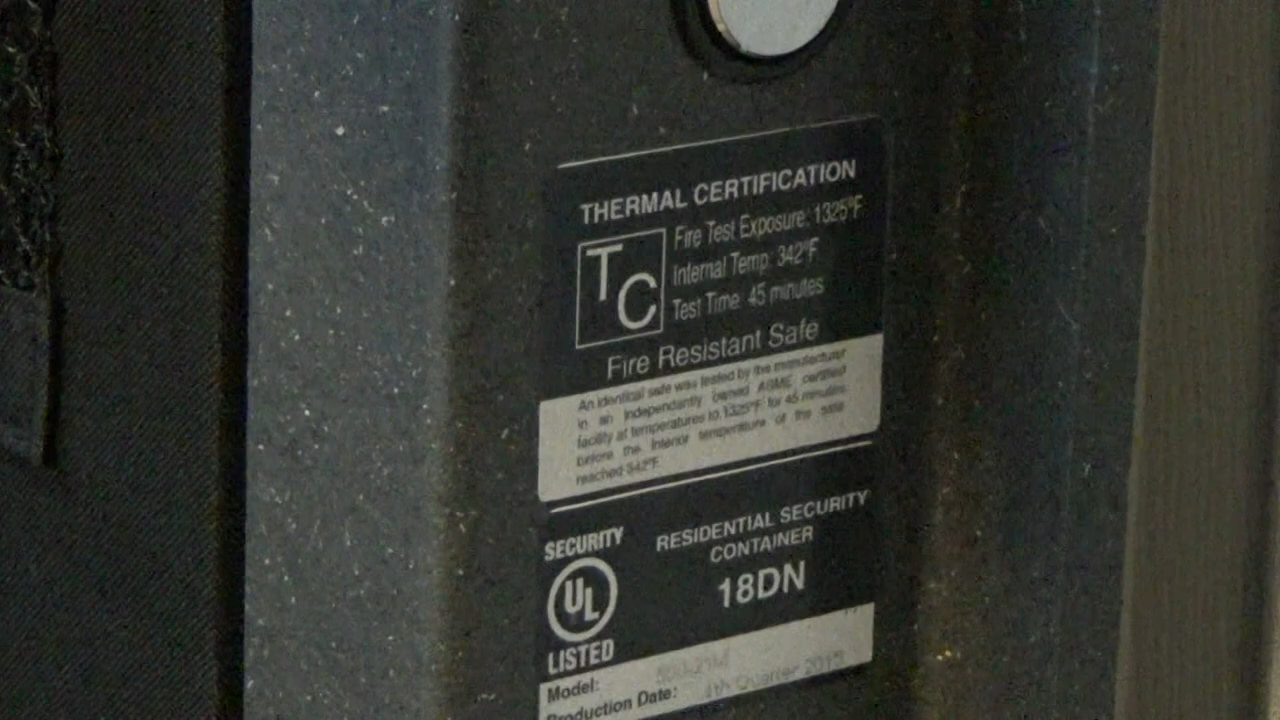 THERMAL CERTIFICATION
TC
Fire Test Exposure: 1325°F
Internal Temp: 342°F
Test Time: 45 minutes
Fire Resistant Safe
An identical safe was tested by the manufacturer
in an independantly owned ASME certified
facility at temperatures to 1325°F for 45 minutes
before the interior temperature of the safe
reached 342°F.
SECURITY
UL
LISTED
RESIDENTIAL SECURITY
CONTAINER
18DN
Model:
Production Date: 4th Quarter